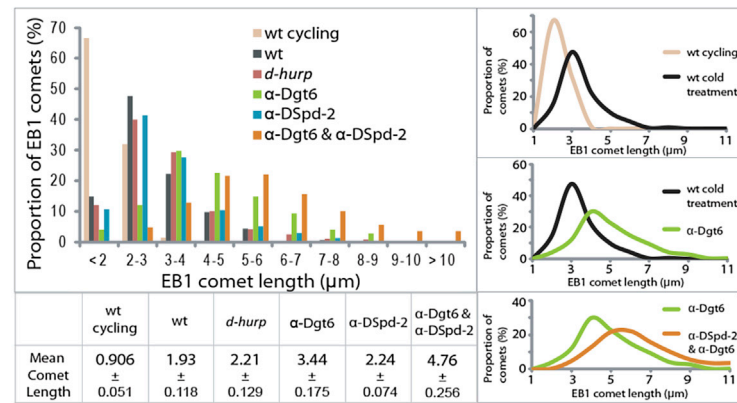 Proportion of EB1 comets (%)
70
60
50
40
30
20
10
0
wt cycling
wt
d-hurp
α-Dgt6
α-DSpd-2
α-Dgt6 & α-DSpd-2
< 2 2-3 3-4 4-5 5-6 6-7 7-8 8-9 9-10 > 10
EB1 comet length (μm)
wt cycling wt d-hurp α-Dgt6 α-DSpd-2 α-Dgt6 & α-DSpd-2
Mean Comet Length 0.906 ± 0.051 1.93 ± 0.118 2.21 ± 0.129 3.44 ± 0.175 2.24 ± 0.074 4.76 ± 0.256
Proportion of
comets (%)
60
40
20
0
wt cycling
wt cold
treatment
1 3 5 7 9 11
EB1 comet length (μm)
Proportion of
comets (%)
60
40
20
0
wt cold
treatment
α-Dgt6
1 3 5 7 9 11
EB1 comet length (μm)
Proportion of
comets (%)
40
20
0
α-Dgt6
α-DSpd-2
& α-Dgt6
1 3 5 7 9 11
EB1 comet length (μm)